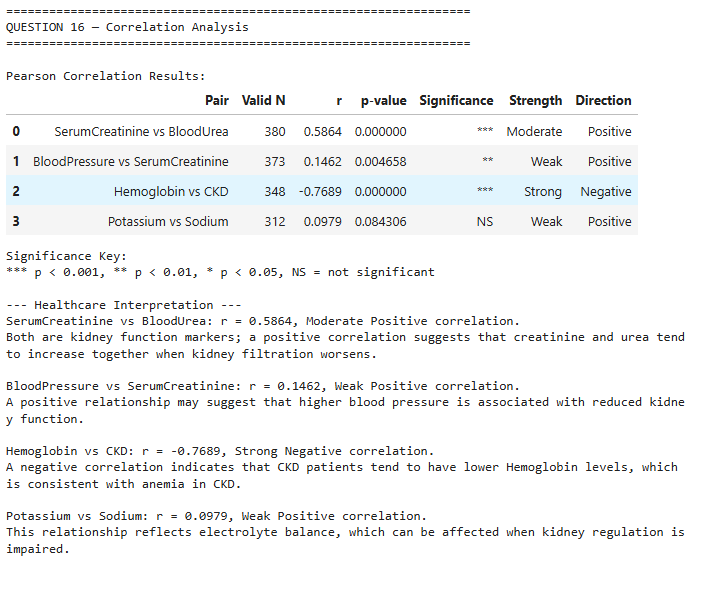 =================================================================
QUESTION 16 — Correlation Analysis
=================================================================
Pearson Correlation Results:
Pair Valid N r p-value Significance Strength Direction
0 SerumCreatinine vs BloodUrea 380 0.5864 0.000000 *** Moderate Positive
1 BloodPressure vs SerumCreatinine 373 0.1462 0.004658 ** Weak Positive
2 Hemoglobin vs CKD 348 -0.7689 0.000000 *** Strong Negative
3 Potassium vs Sodium 312 0.0979 0.084306 NS Weak Positive
Significance Key:
*** p < 0.001, ** p < 0.01, * p < 0.05, NS = not significant
--- Healthcare Interpretation ---
SerumCreatinine vs BloodUrea: r = 0.5864, Moderate Positive correlation.
Both are kidney function markers; a positive correlation suggests that creatinine and urea tend
to increase together when kidney filtration worsens.
BloodPressure vs SerumCreatinine: r = 0.1462, Weak Positive correlation.
A positive relationship may suggest that higher blood pressure is associated with reduced kidne
y function.
Hemoglobin vs CKD: r = -0.7689, Strong Negative correlation.
A negative correlation indicates that CKD patients tend to have lower Hemoglobin levels, which
is consistent with anemia in CKD.
Potassium vs Sodium: r = 0.0979, Weak Positive correlation.
This relationship reflects electrolyte balance, which can be affected when kidney regulation is
impaired.